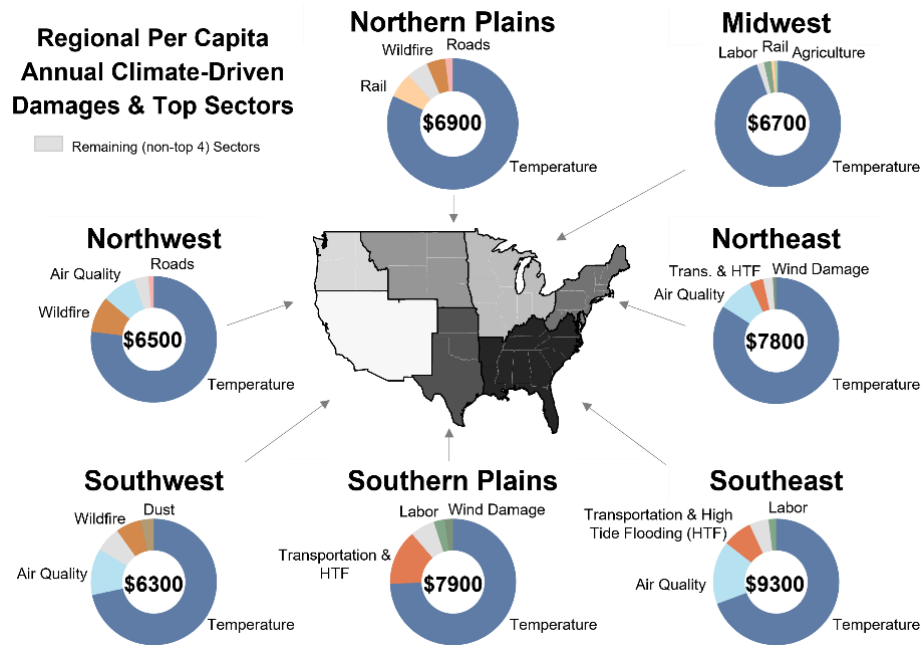 Regional Per Capita
Annual Climate-Driven
Damages & Top Sectors
Remaining (non-top 4) Sectors
Northern Plains
Wildfire
Roads
Rail
$6900
Temperature
Midwest
Labor
Rail
Agriculture
$6700
Temperature
Northwest
Air Quality
Roads
Wildfire
$6500
Temperature
Northeast
Trans. & HTF
Wind Damage
Air Quality
$7800
Temperature
Southwest
Dust
Wildfire
Air Quality
$6300
Temperature
Southern Plains
Labor
Wind Damage
Transportation &
HTF
$7900
Temperature
Southeast
Labor
Transportation & High
Tide Flooding (HTF)
Air Quality
$9300
Temperature